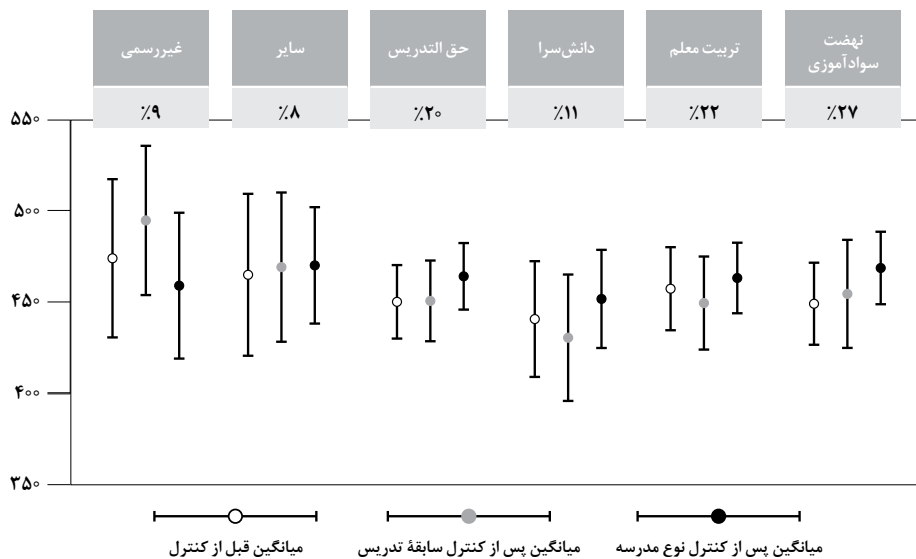 نهضت
سوادآموزی
تربیت معلم
دانش‌سرا
حق التدریس
سایر
غیررسمی
٪۲۷
٪۲۲
٪۱۱
٪۲۰
٪۸
٪۹
۵۵۰
۵۰۰
۴۵۰
۴۰۰
۳۵۰
میانگین پس از کنترل نوع مدرسه
میانگین پس از کنترل سابقهٔ تدریس
میانگین قبل از کنترل